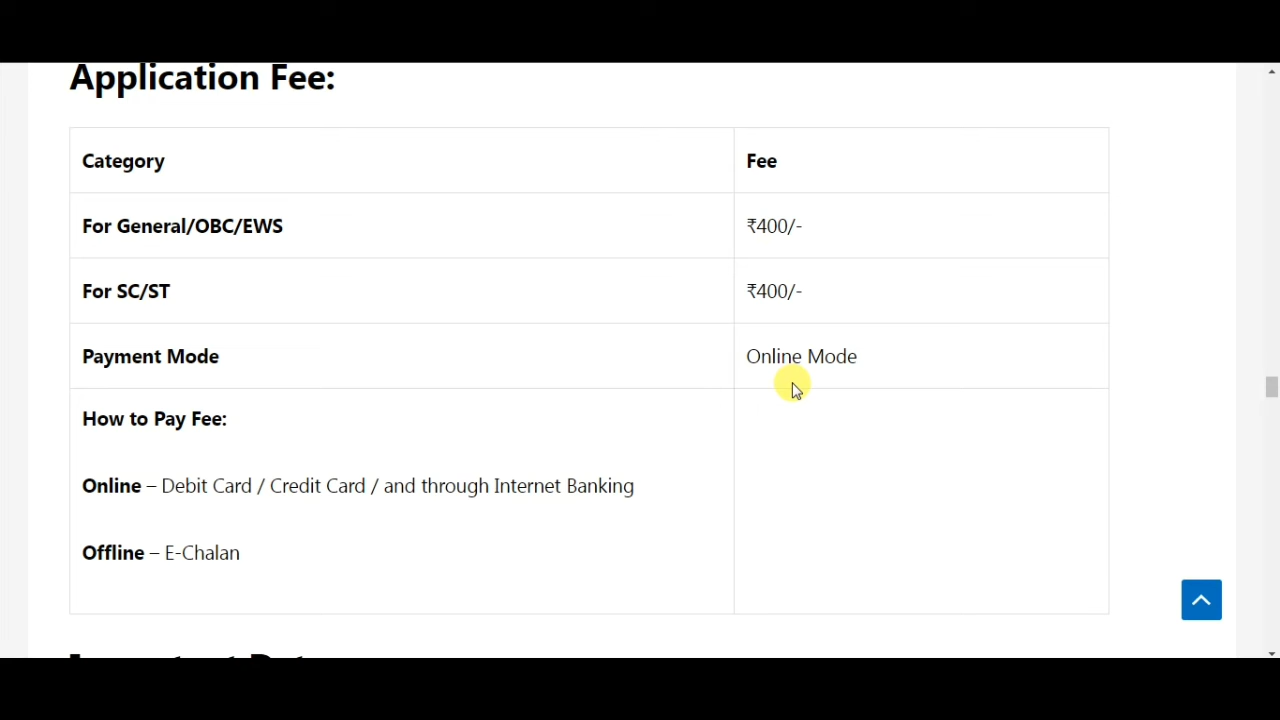 Application Fee:
Category Fee
For General/OBC/EWS ₹400/-
For SC/ST ₹400/-
Payment Mode Online Mode
How to Pay Fee:
Online – Debit Card / Credit Card / and through Internet Banking
Offline – E-Chalan